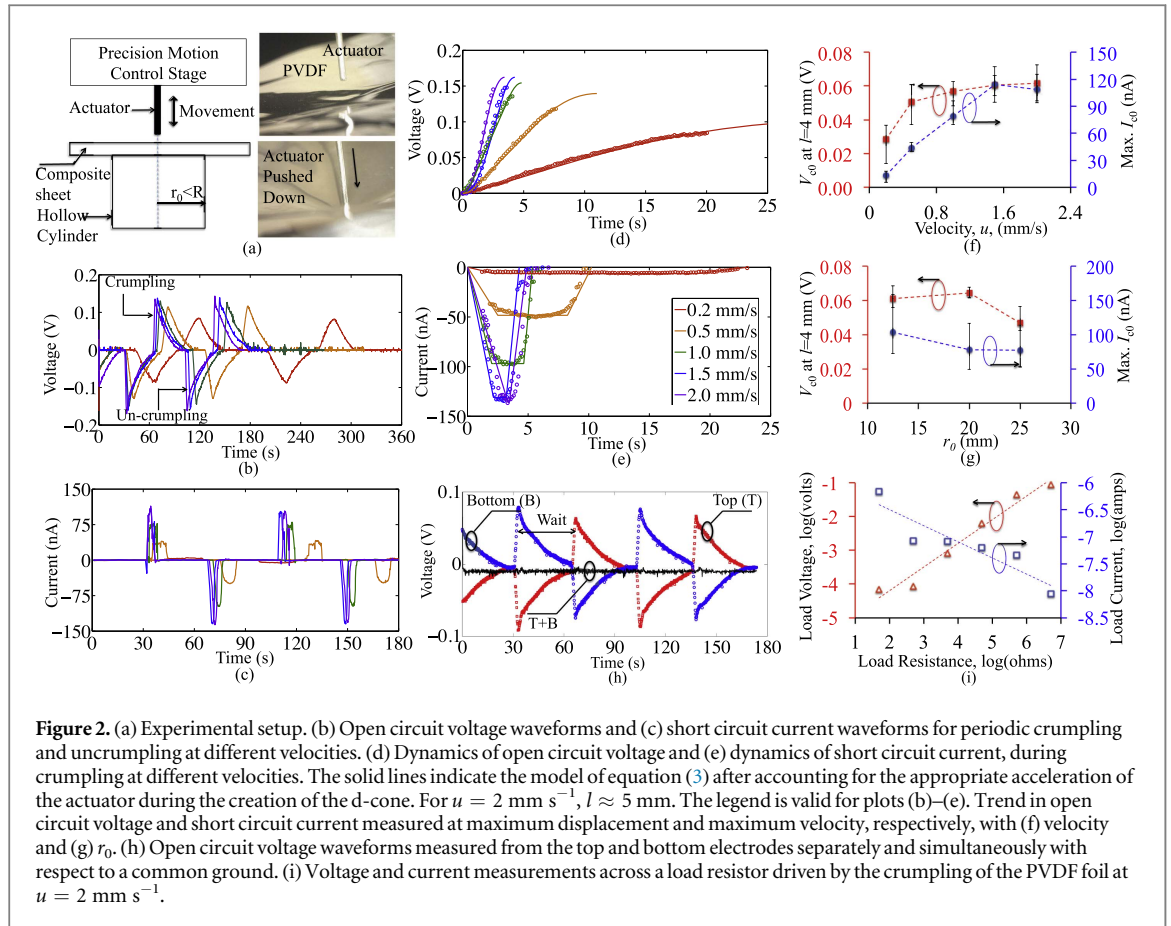 Precision Motion
Control Stage
Actuator
Movement
Composite
sheet
Hollow
Cylinder
r₀<R
(a)
Actuator
PVDF
Actuator
Pushed
Down
0.2
0.15
0.1
0.05
0
Voltage (V)
0 5 10 15 20 25
Time (s)
(d)
0.08
0.06
0.04
0.02
0.00
V_c0 at l=4 mm (V)
150
120
90
60
30
0
Max. I_c0 (nA)
0 0.8 1.6 2.4
Velocity, u, (mm/s)
(f)
0.2
0.1
0
−0.1
−0.2
Voltage (V)
Crumpling
Un-crumpling
0 60 120 180 240 300 360
Time (s)
(b)
0
−50
−100
−150
Current (nA)
0.2 mm/s
0.5 mm/s
1.0 mm/s
1.5 mm/s
2.0 mm/s
0 5 10 15 20 25
Time (s)
(e)
0.08
0.06
0.04
0.02
0
V_c0 at l=4 mm (V)
200
150
100
50
0
Max. I_c0 (nA)
10 15 20 25 30
r₀ (mm)
(g)
150
75
0
−75
−150
Current (nA)
0 30 60 90 120 150 180
Time (s)
(c)
0.1
0
−0.1
Voltage (V)
Bottom (B)
Wait
Top (T)
T+B
0 30 60 90 120 150 180
Time (s)
(h)
-1
-2
-3
-4
-5
Load Voltage, log(volts)
-6
-6.5
-7
-7.5
-8
-8.5
Load Current, log(amps)
1 2 3 4 5 6 7
Load Resistance, log(ohms)
(i)
Figure 2. (a) Experimental setup. (b) Open circuit voltage waveforms and (c) short circuit current waveforms for periodic crumpling
and uncrumpling at different velocities. (d) Dynamics of open circuit voltage and (e) dynamics of short circuit current, during
crumpling at different velocities. The solid lines indicate the model of equation (3) after accounting for the appropriate acceleration of
the actuator during the creation of the d-cone. For u = 2 mm s⁻¹, l ≈ 5 mm. The legend is valid for plots (b)–(e). Trend in open
circuit voltage and short circuit current measured at maximum displacement and maximum velocity, respectively, with (f) velocity
and (g) r₀. (h) Open circuit voltage waveforms measured from the top and bottom electrodes separately and simultaneously with
respect to a common ground. (i) Voltage and current measurements across a load resistor driven by the crumpling of the PVDF foil at
u = 2 mm s⁻¹.